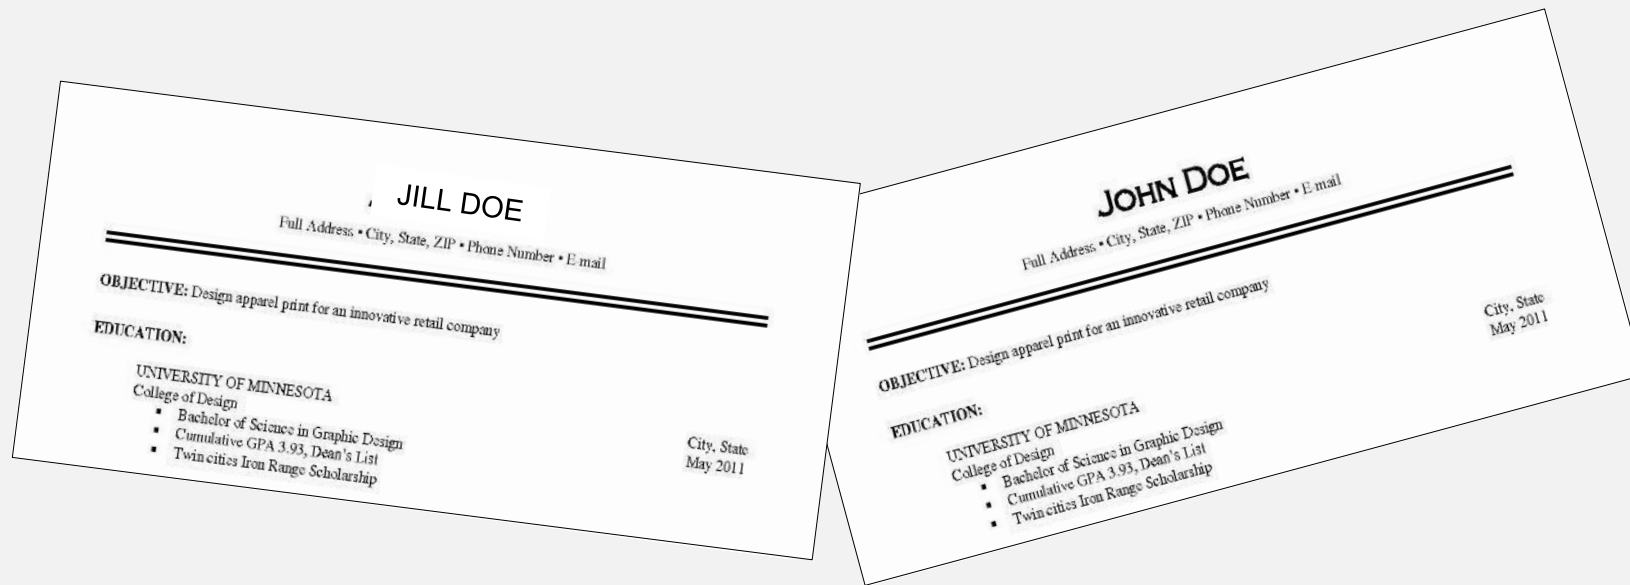 JILL DOE
Full Address • City, State, ZIP • Phone Number • E-mail
OBJECTIVE: Design apparel print for an innovative retail company
EDUCATION:
UNIVERSITY OF MINNESOTA
College of Design
▪ Bachelor of Science in Graphic Design
▪ Cumulative GPA 3.93, Dean's List
▪ Twin cities Iron Range Scholarship
City, State
May 2011
JOHN DOE
Full Address • City, State, ZIP • Phone Number • E-mail
OBJECTIVE: Design apparel print for an innovative retail company
City, State
May 2011
EDUCATION:
UNIVERSITY OF MINNESOTA
College of Design
▪ Bachelor of Science in Graphic Design
▪ Cumulative GPA 3.93, Dean's List
▪ Twin cities Iron Range Scholarship